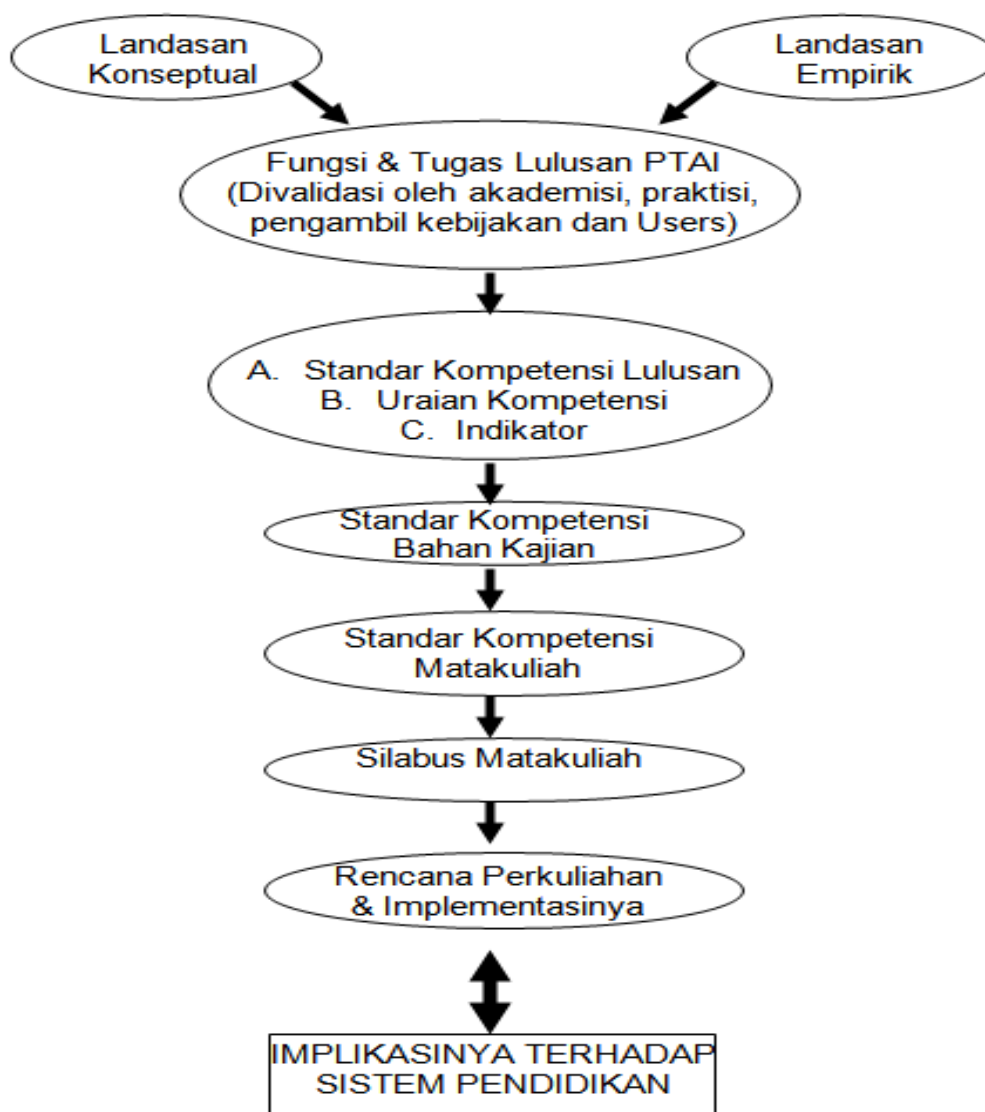 Landasan
Konseptual
Landasan
Empirik
Fungsi & Tugas Lulusan PTAI
(Divalidasi oleh akademisi, praktisi,
pengambil kebijakan dan Users)
A. Standar Kompetensi Lulusan
B. Uraian Kompetensi
C. Indikator
Standar Kompetensi
Bahan Kajian
Standar Kompetensi
Matakuliah
Silabus Matakuliah
Rencana Perkuliahan
& Implementasinya
IMPLIKASINYA TERHADAP
SISTEM PENDIDIKAN